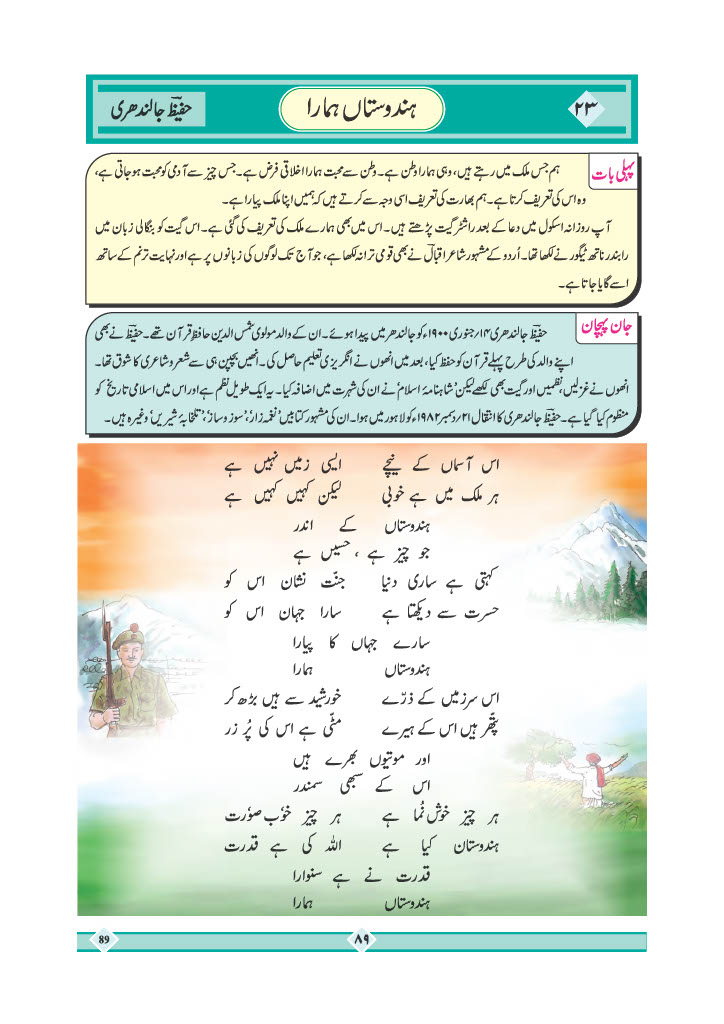 ۲۳
ہندوستاں ہمارا
حفیظؔ جالندھری
پہلی بات
ہم جس ملک میں رہتے ہیں، وہی ہمارا وطن ہے۔ وطن سے محبت ہمارا اخلاقی فرض ہے۔ جس چیز سے آدمی کو محبت ہو جاتی ہے،
وہ اس کی تعریف کرتا ہے۔ ہم بھارت کی تعریف اسی وجہ سے کرتے ہیں کہ ہمیں اپنا ملک پیارا ہے۔
آپ روزانہ اسکول میں دعا کے بعد راشٹر گیت پڑھتے ہیں۔ اس میں بھی ہمارے ملک کی تعریف کی گئی ہے۔ اس گیت کو بنگالی زبان میں
رابندر ناتھ ٹیگور نے لکھا تھا۔ اُردو کے مشہور شاعر اقبالؔ نے بھی قومی ترانہ لکھا ہے، جو آج تک لوگوں کی زبانوں پر ہے اور نہایت ترنم کے ساتھ
اسے گایا جاتا ہے۔
جان پہچان
حفیظؔ جالندھری ۱۴؍جنوری ۱۹۰۰ء کو جالندھر میں پیدا ہوئے۔ ان کے والد مولوی شمس الدین حافظِ قرآن تھے۔ حفیظؔ نے بھی
اپنے والد کی طرح پہلے قرآن کو حفظ کیا، بعد میں انھوں نے انگریزی تعلیم حاصل کی۔ انھیں بچپن ہی سے شعر و شاعری کا شوق تھا۔
انھوں نے غزلیں، نظمیں اور گیت بھی لکھے لیکن ’شاہنامۂ اسلام‘ نے ان کی شہرت میں اضافہ کیا۔ یہ ایک طویل نظم ہے اور اس میں اسلامی تاریخ کو
منظوم کیا گیا ہے۔ حفیظؔ جالندھری کا انتقال ۲۱؍دسمبر ۱۹۸۲ء کو لاہور میں ہوا۔ ان کی مشہور کتابیں ’نغمہ زار‘، ’سوز و ساز‘، ’تلخابۂ شیریں‘ وغیرہ ہیں۔
اس آسماں کے نیچے ایسی زمیں نہیں ہے
ہر ملک میں ہے خوبی لیکن کہیں کہیں ہے
ہندوستاں کے اندر
جو چیز ہے ، حسیں ہے
کہتی ہے ساری دنیا جنّت نشان اس کو
حسرت سے دیکھتا ہے سارا جہان اس کو
سارے جہاں کا پیارا
ہندوستاں ہمارا
اس سرزمیں کے ذرّے خورشید سے ہیں بڑھ کر
پتّھر ہیں اس کے ہیرے مٹّی ہے اس کی پُر زر
اور موتیوں بھرے ہیں
اس کے سبھی سمندر
ہر چیز خوش نُما ہے ہر چیز خوٗب صوٗرت
ہندوستان کیا ہے اللہ کی ہے قدرت
قدرت نے ہے سنوارا
ہندوستاں ہمارا
۸۹
89